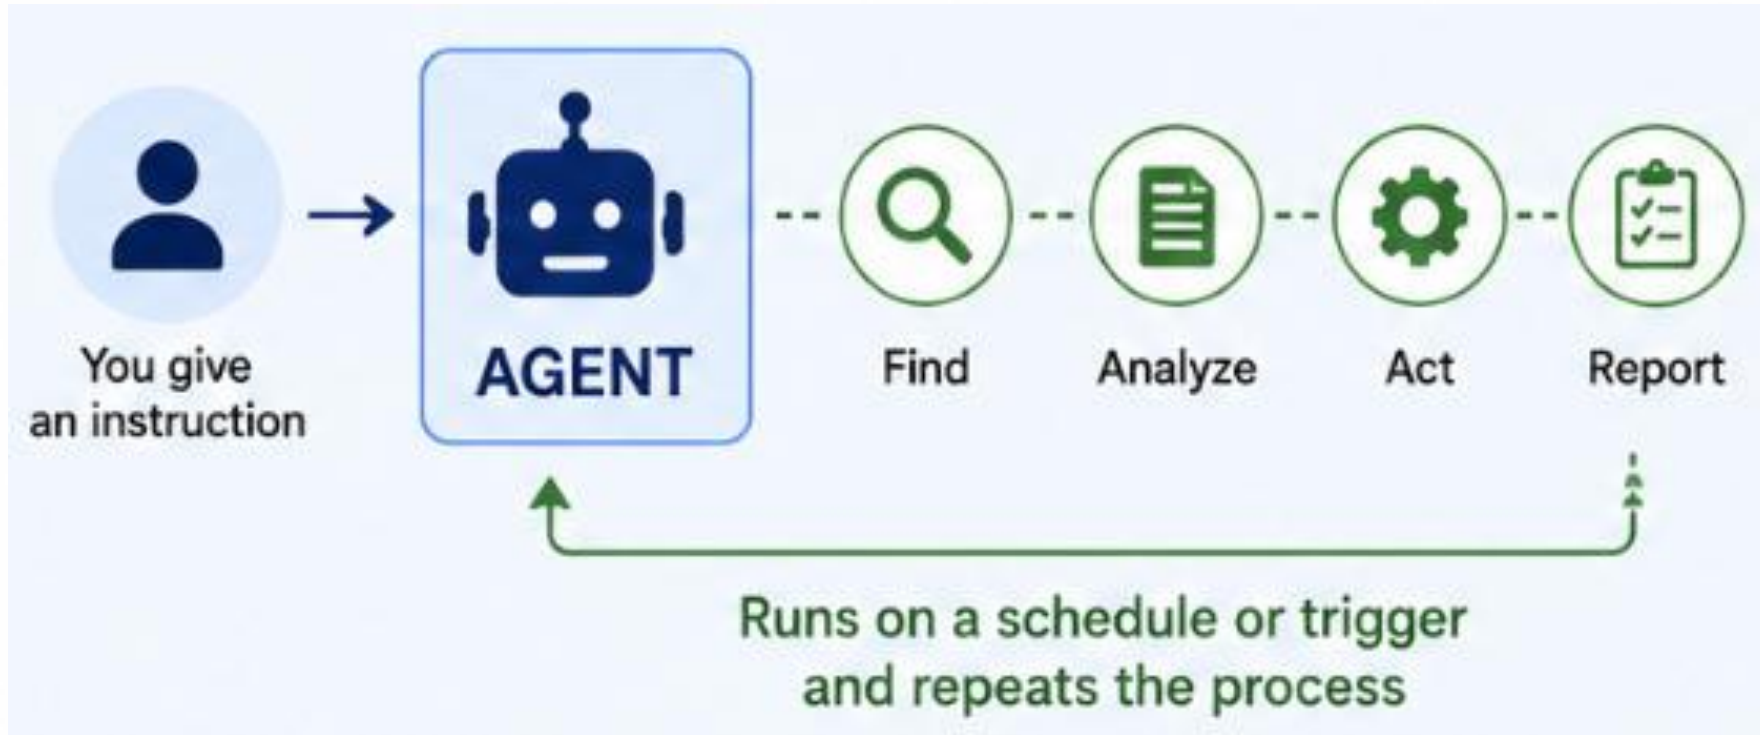 You give
an instruction
AGENT
Find
Analyze
Act
Report
Runs on a schedule or trigger
and repeats the process